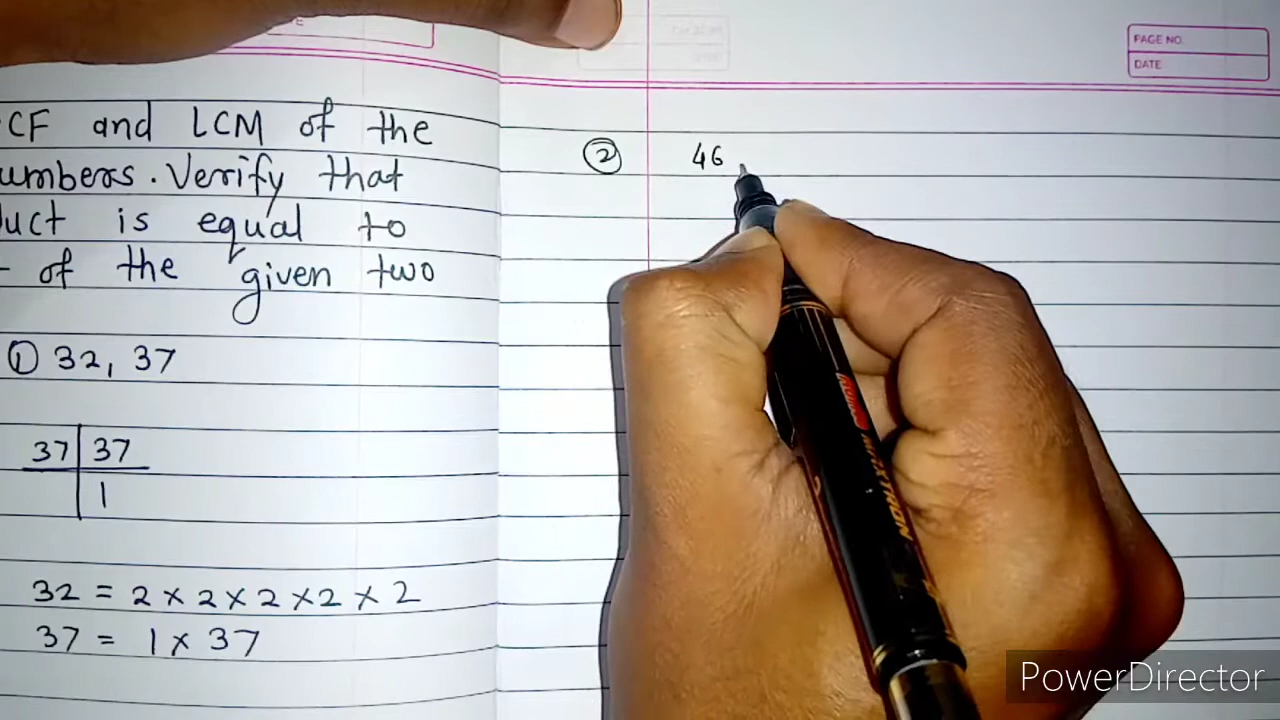 CF and LCM of the
umbers. Verify that
duct is equal to
of the given two
① 32, 37
37 | 37
1
32 = 2 × 2 × 2 × 2 × 2
37 = 1 × 37
PAGE NO.
DATE
② 46
PowerDirector